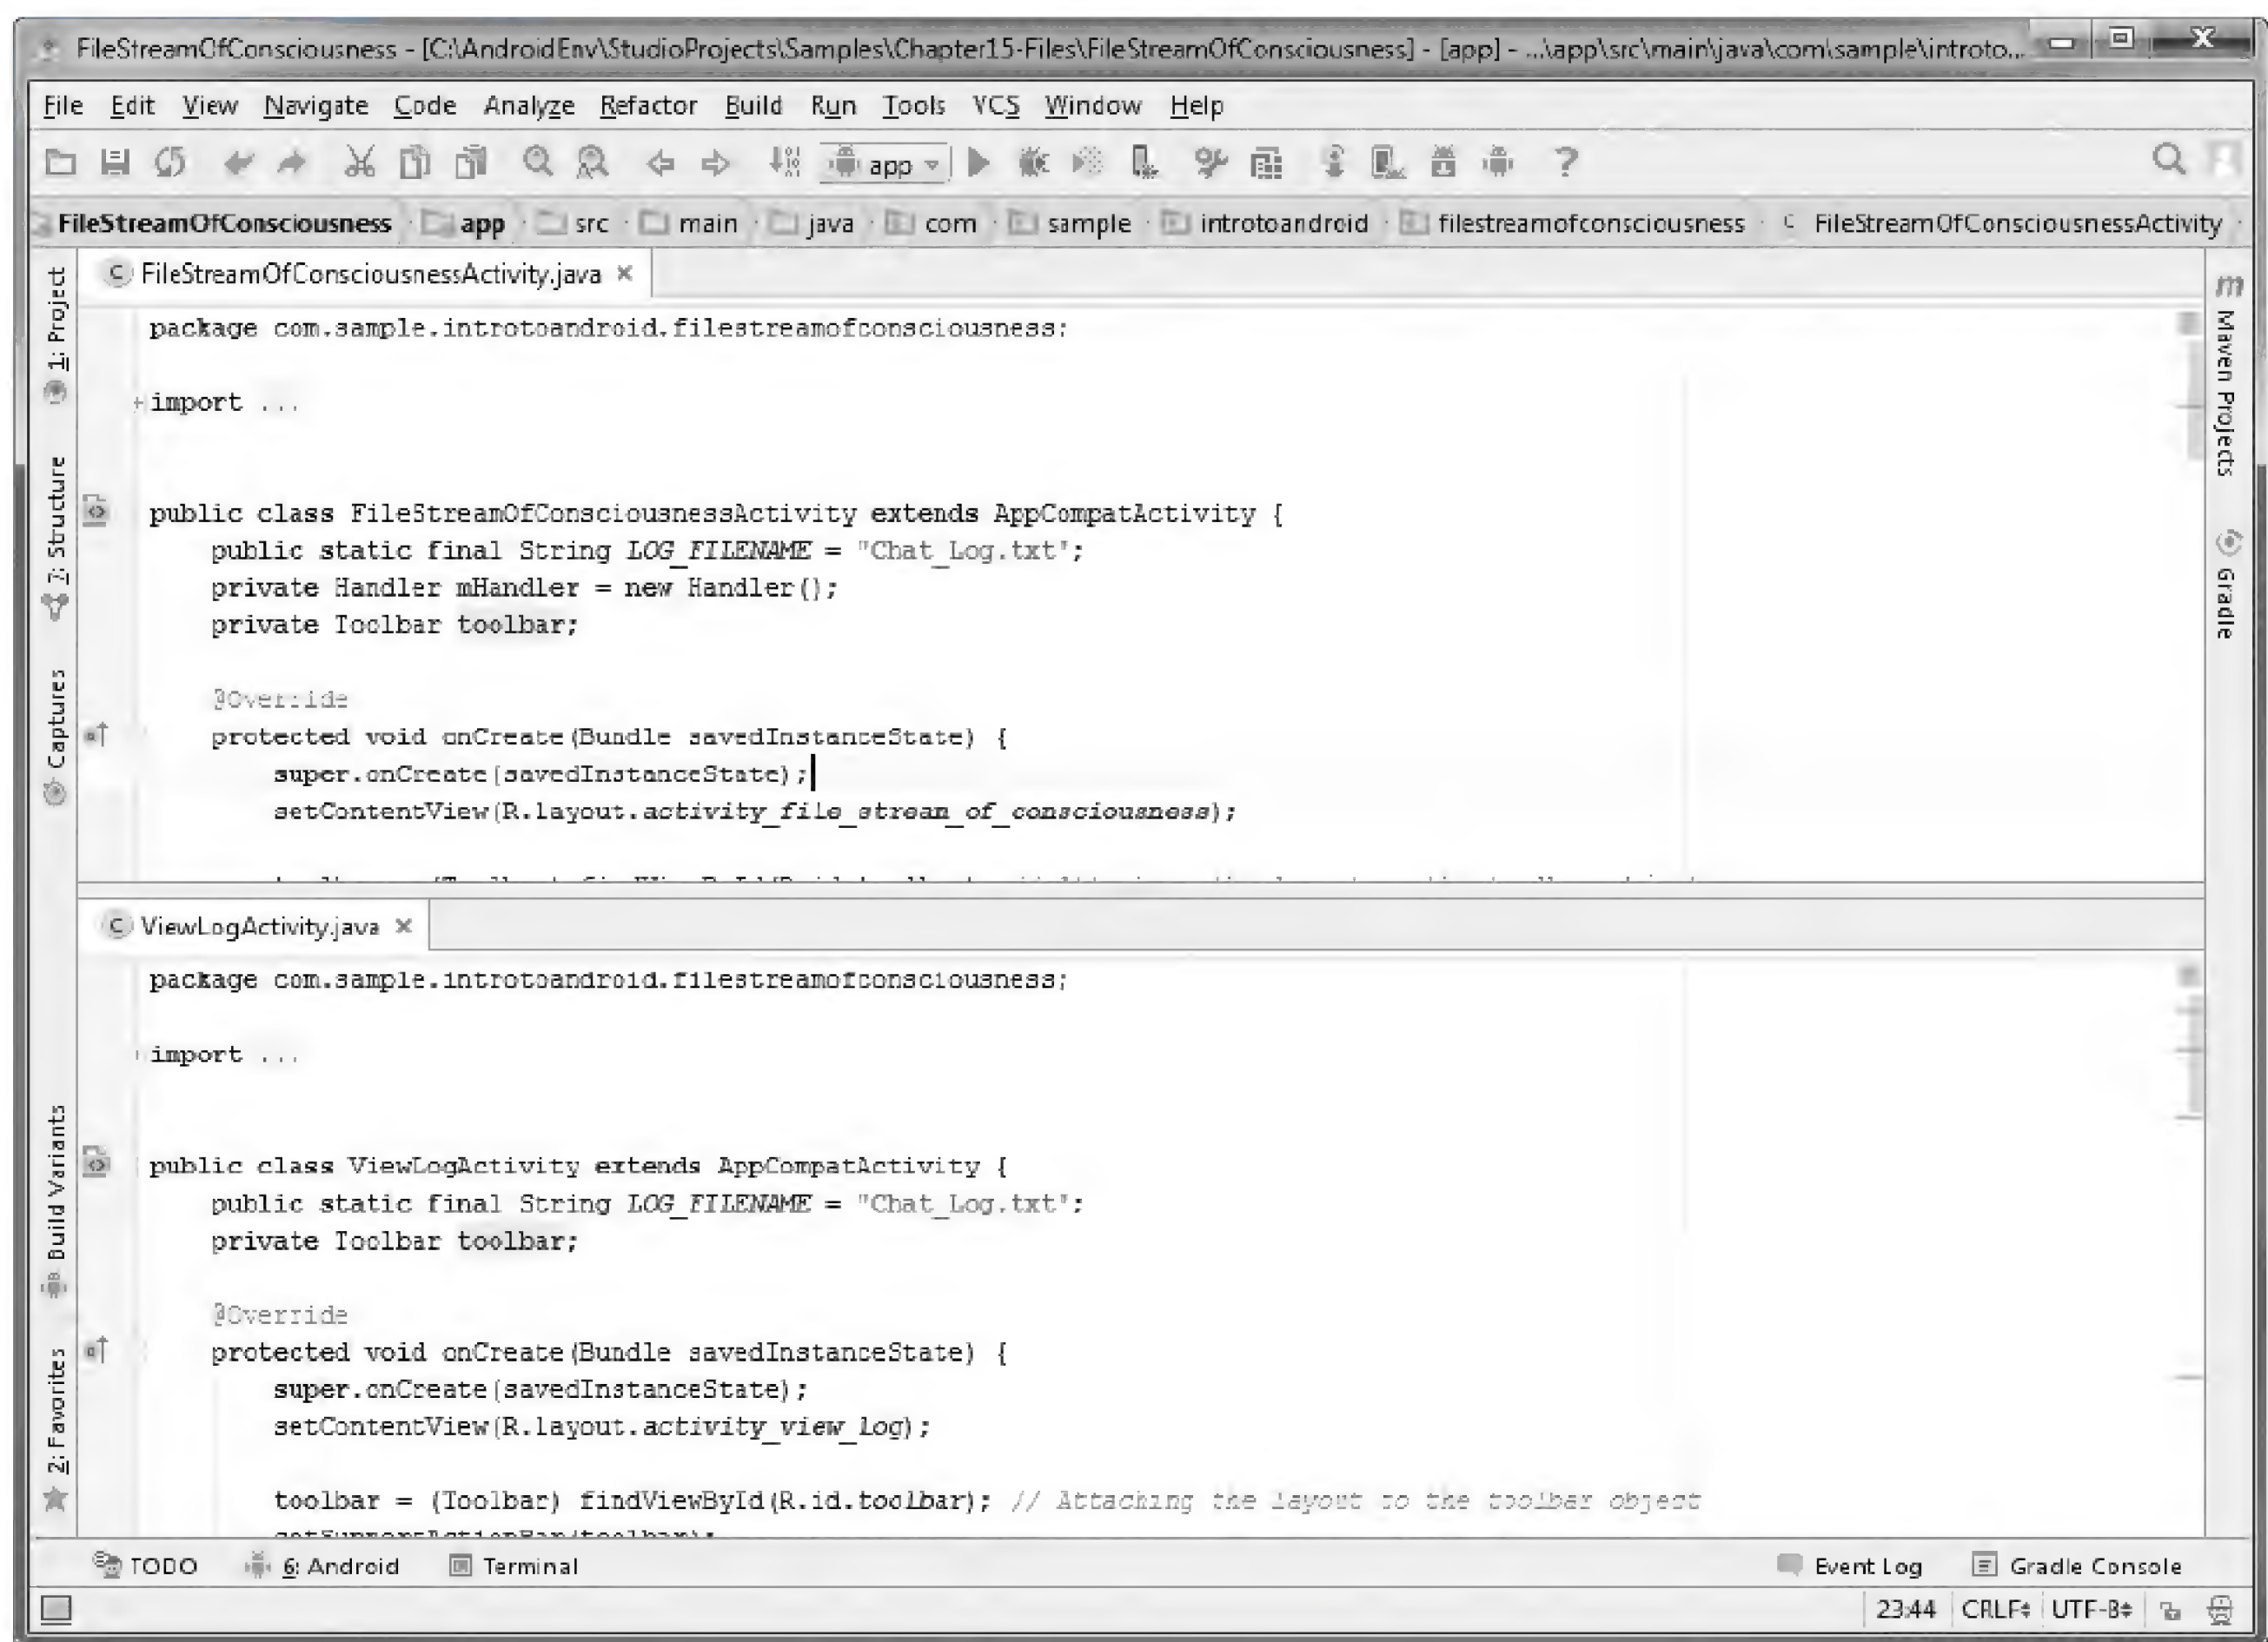 FileStreamOfConsciousness - [C:\AndroidEnv\StudioProjects\Samples\Chapter15-Files\FileStreamOfConsciousness] - [app] - ...\app\src\main\java\com\sample\introto...
File Edit View Navigate Code Analyze Refactor Build Run Tools VCS Window Help
app
FileStreamOfConsciousness app src main java com sample introtoandroid filestreamofconsciousness C FileStreamOfConsciousnessActivity
1: Project
7: Structure
Captures
Build Variants
2: Favorites
C FileStreamOfConsciousnessActivity.java
package com.sample.introtoandroid.filestreamofconsciousness;
import ...
public class FileStreamOfConsciousnessActivity extends AppCompatActivity {
public static final String LOG_FILENAME = "Chat_Log.txt";
private Handler mHandler = new Handler();
private Toolbar toolbar;
@Override
protected void onCreate(Bundle savedInstanceState) {
super.onCreate(savedInstanceState);
setContentView(R.layout.activity_file_stream_of_consciousness);
C ViewLogActivity.java
package com.sample.introtoandroid.filestreamofconsciousness;
import ...
public class ViewLogActivity extends AppCompatActivity {
public static final String LOG_FILENAME = "Chat_Log.txt";
private Toolbar toolbar;
@Override
protected void onCreate(Bundle savedInstanceState) {
super.onCreate(savedInstanceState);
setContentView(R.layout.activity_view_log);
toolbar = (Toolbar) findViewById(R.id.toolbar); // Attaching the layout to the toolbar object
m Maven Projects
Gradle
TODO 6: Android Terminal Event Log Gradle Console
23:44 CRLF UTF-8